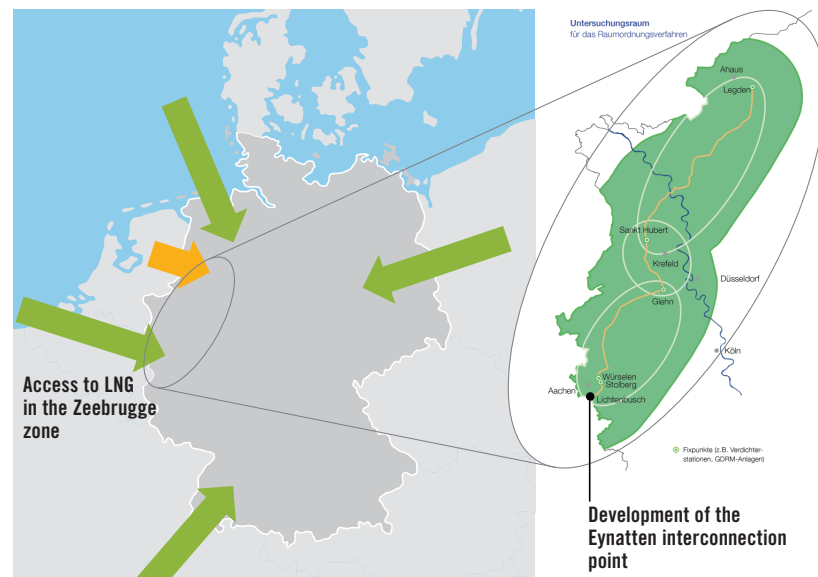 Untersuchungsraum
für das Raumordnungsverfahren
Ahaus
Legden
Sankt Hubert
Krefeld
Düsseldorf
Glehn
Köln
Würselen
Stolberg
Aachen
Lichtenbusch
Access to LNG
in the Zeebrugge
zone
Fixpunkte (z.B. Verdichter-
stationen, GDRM-Anlagen)
Development of the
Eynatten interconnection
point